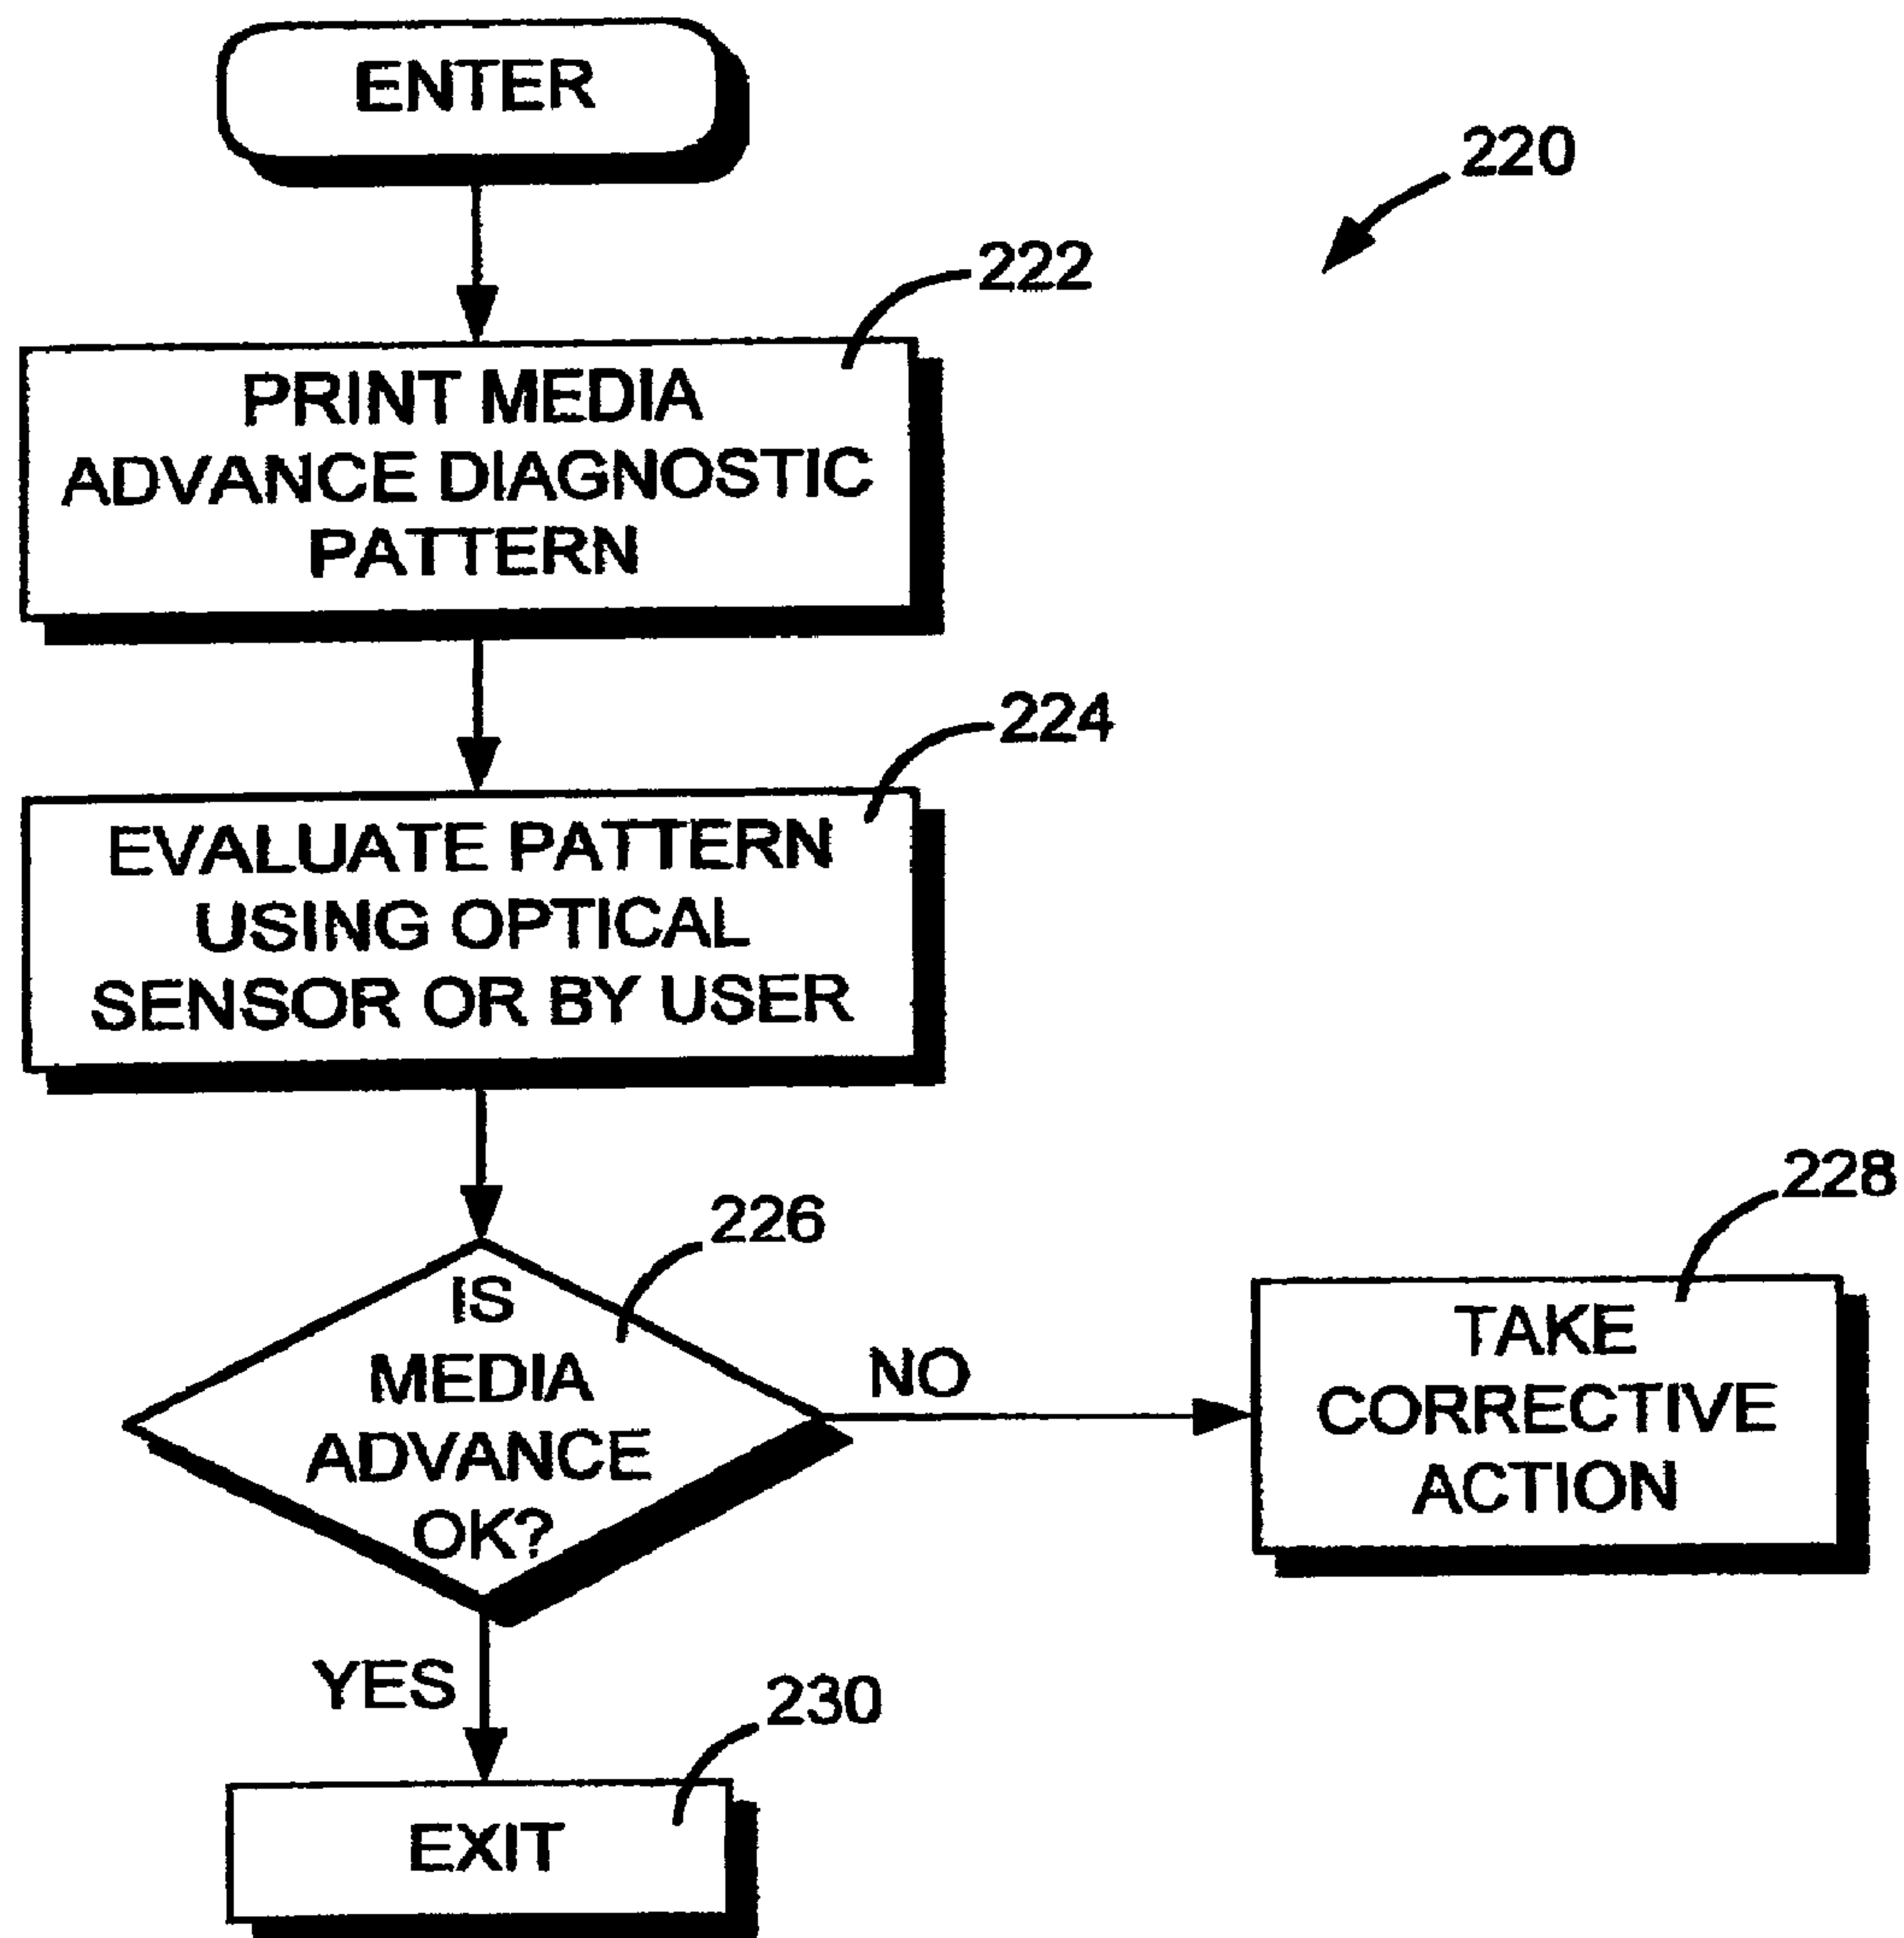 ENTER
220
222
PRINT MEDIA
ADVANCE DIAGNOSTIC
PATTERN
224
EVALUATE PATTERN
USING OPTICAL
SENSOR OR BY USER
226
IS
MEDIA
ADVANCE
OK?
NO
228
TAKE
CORRECTIVE
ACTION
YES
230
EXIT